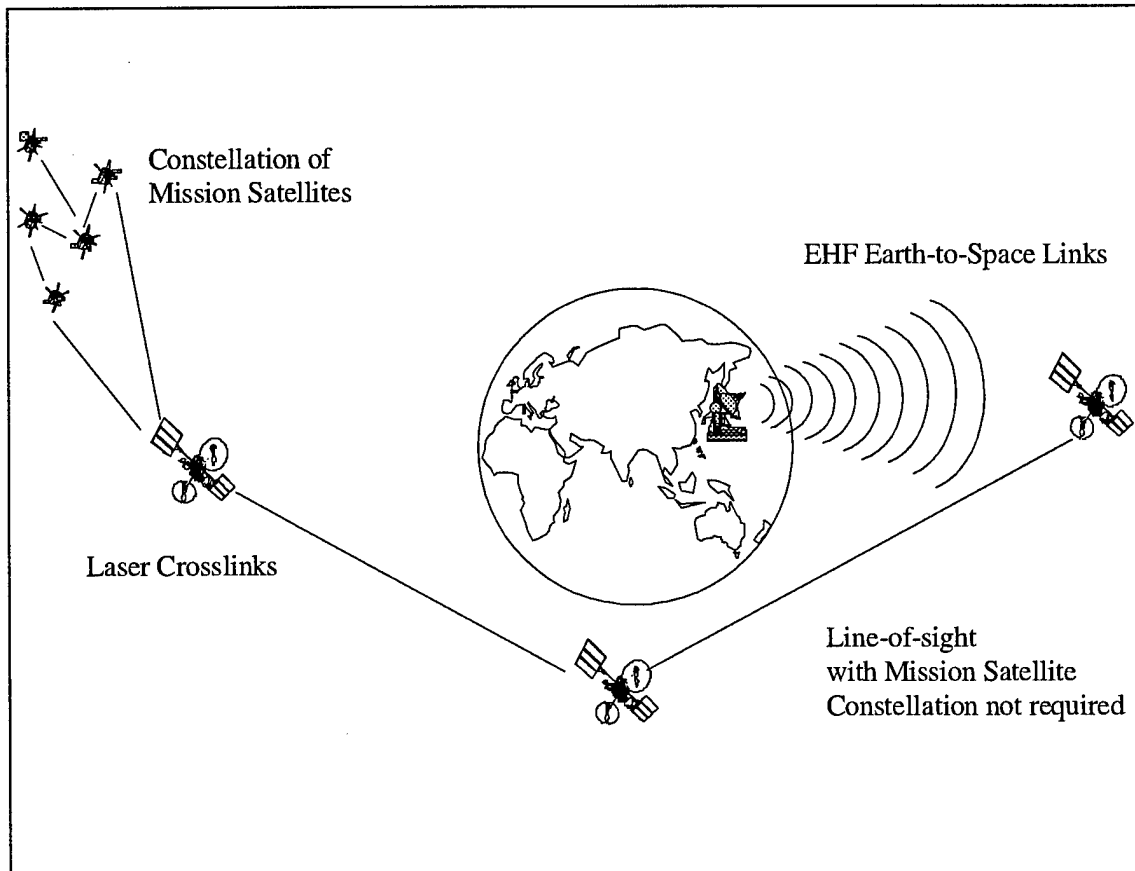 Constellation of
Mission Satellites
EHF Earth-to-Space Links
Laser Crosslinks
Line-of-sight
with Mission Satellite
Constellation not required